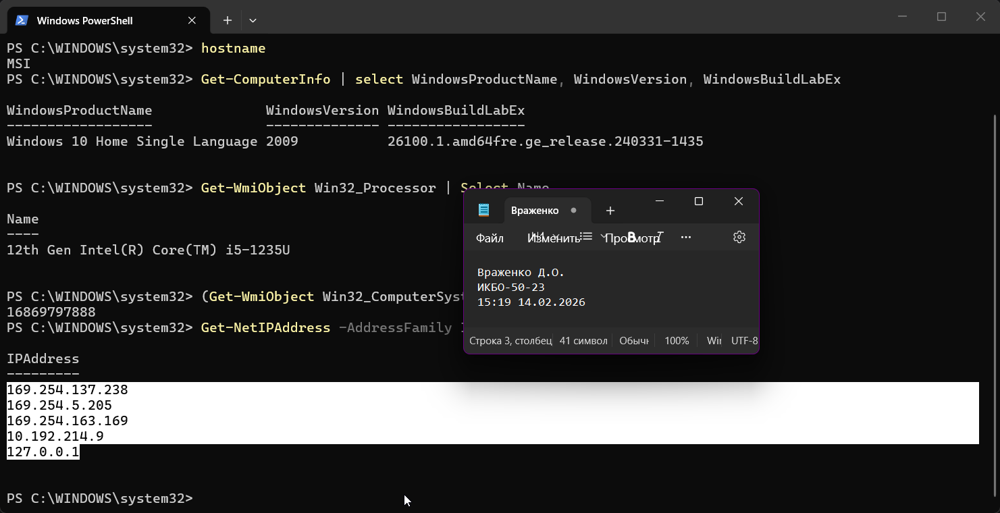 Windows PowerShell
PS C:\WINDOWS\system32> hostname
MSI
PS C:\WINDOWS\system32> Get-ComputerInfo | select WindowsProductName, WindowsVersion, WindowsBuildLabEx
WindowsProductName WindowsVersion WindowsBuildLabEx
------------------ -------------- -----------------
Windows 10 Home Single Language 2009 26100.1.amd64fre.ge_release.240331-1435
PS C:\WINDOWS\system32> Get-WmiObject Win32_Processor | Select Name
Name
----
12th Gen Intel(R) Core(TM) i5-1235U
PS C:\WINDOWS\system32> (Get-WmiObject Win32_ComputerSyst
16869797888
PS C:\WINDOWS\system32> Get-NetIPAddress -AddressFamily
IPAddress
---------
169.254.137.238
169.254.5.205
169.254.163.169
10.192.214.9
127.0.0.1
PS C:\WINDOWS\system32>
Враженко
Файл Изменить Просмотр
Враженко Д.О.
ИКБО-50-23
15:19 14.02.2026
Строка 3, столбец 41 символ Обычн 100% Wi UTF-8